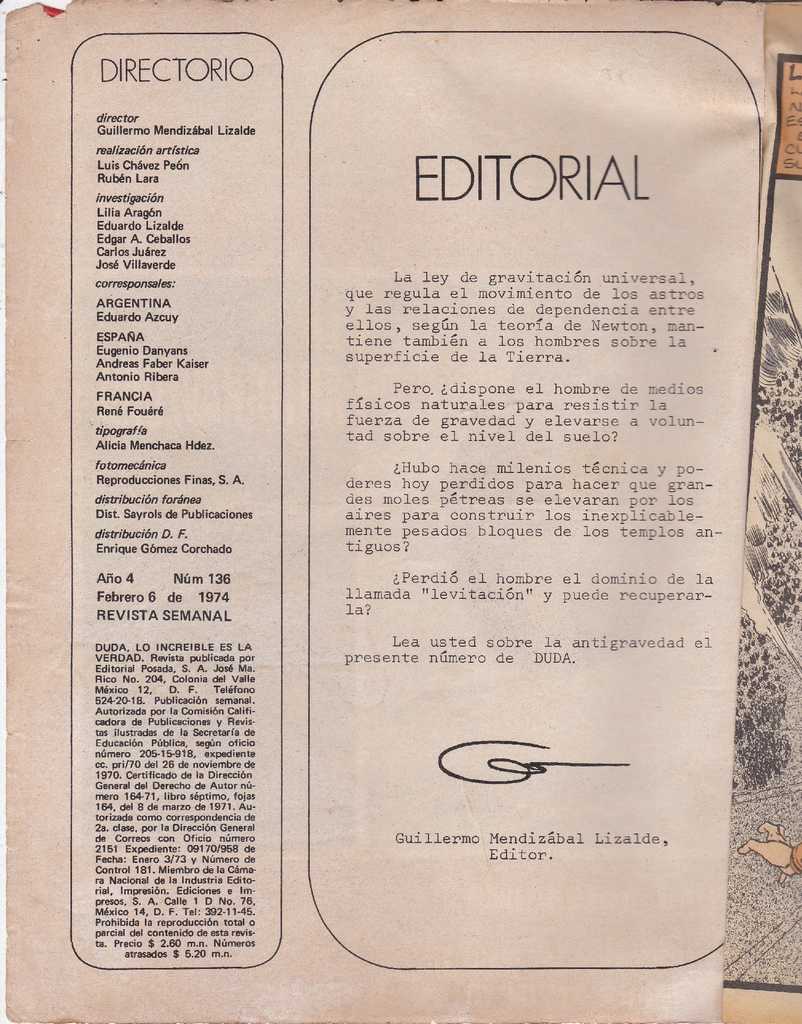 DIRECTORIO
director
Guillermo Mendizábal Lizalde
realización artística
Luis Chávez Peón
Rubén Lara
investigación
Lilia Aragón
Eduardo Lizalde
Edgar A. Ceballos
Carlos Juárez
José Villaverde
corresponsales:
ARGENTINA
Eduardo Azcuy
ESPAÑA
Eugenio Danyans
Andreas Faber Kaiser
Antonio Ribera
FRANCIA
René Fouéré
tipografía
Alicia Menchaca Hdez.
fotomecánica
Reproducciones Finas, S. A.
distribución foránea
Dist. Sayrols de Publicaciones
distribución D. F.
Enrique Gómez Corchado
Año 4 Núm 136
Febrero 6 de 1974
REVISTA SEMANAL
DUDA, LO INCREIBLE ES LA
VERDAD. Revista publicada por
Editorial Posada, S. A. José Ma.
Rico No. 204, Colonia del Valle
México 12, D. F. Teléfono
524-20-18. Publicación semanal.
Autorizada por la Comisión Califi-
cadora de Publicaciones y Revis-
tas ilustradas de la Secretaría de
Educación Pública, según oficio
número 205-15-918, expediente
cc. pri/70 del 26 de noviembre de
1970. Certificado de la Dirección
General del Derecho de Autor nú-
mero 164-71, libro séptimo, fojas
164, del 8 de marzo de 1971. Au-
torizada como correspondencia de
2a. clase, por la Dirección General
de Correos con Oficio número
2151 Expediente: 09170/958 de
Fecha: Enero 3/73 y Número de
Control 181. Miembro de la Cáma-
ra Nacional de la Industria Edito-
rial, Impresión. Ediciones e Im-
presos, S. A. Calle 1 D No. 76,
México 14, D. F. Tel: 392-11-45.
Prohibida la reproducción total o
parcial del contenido de esta revis-
ta. Precio $ 2.60 m.n. Números
atrasados $ 5.20 m.n.
EDITORIAL
La ley de gravitación universal,
que regula el movimiento de los astros
y las relaciones de dependencia entre
ellos, según la teoría de Newton, man-
tiene también a los hombres sobre la
superficie de la Tierra.
Pero, ¿dispone el hombre de medios
físicos naturales para resistir la
fuerza de gravedad y elevarse a volun-
tad sobre el nivel del suelo?
¿Hubo hace milenios técnica y po-
deres hoy perdidos para hacer que gran-
des moles pétreas se elevaran por los
aires para construir los inexplicable-
mente pesados bloques de los templos an-
tiguos?
¿Perdió el hombre el dominio de la
llamada "levitación" y puede recuperar-
la?
Lea usted sobre la antigravedad el
presente número de DUDA.
Guillermo Mendizábal Lizalde,
Editor.